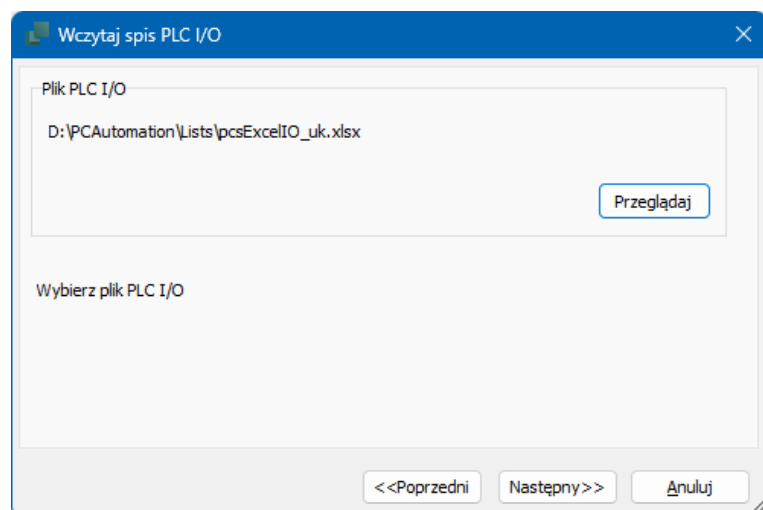 Wczytaj spis PLC I/O
Plik PLC I/O
D:\PCAutomation\Lists\pcsExcelIO_uk.xlsx
Przeglądaj
Wybierz plik PLC I/O
<<Poprzedni Następny>> Anuluj